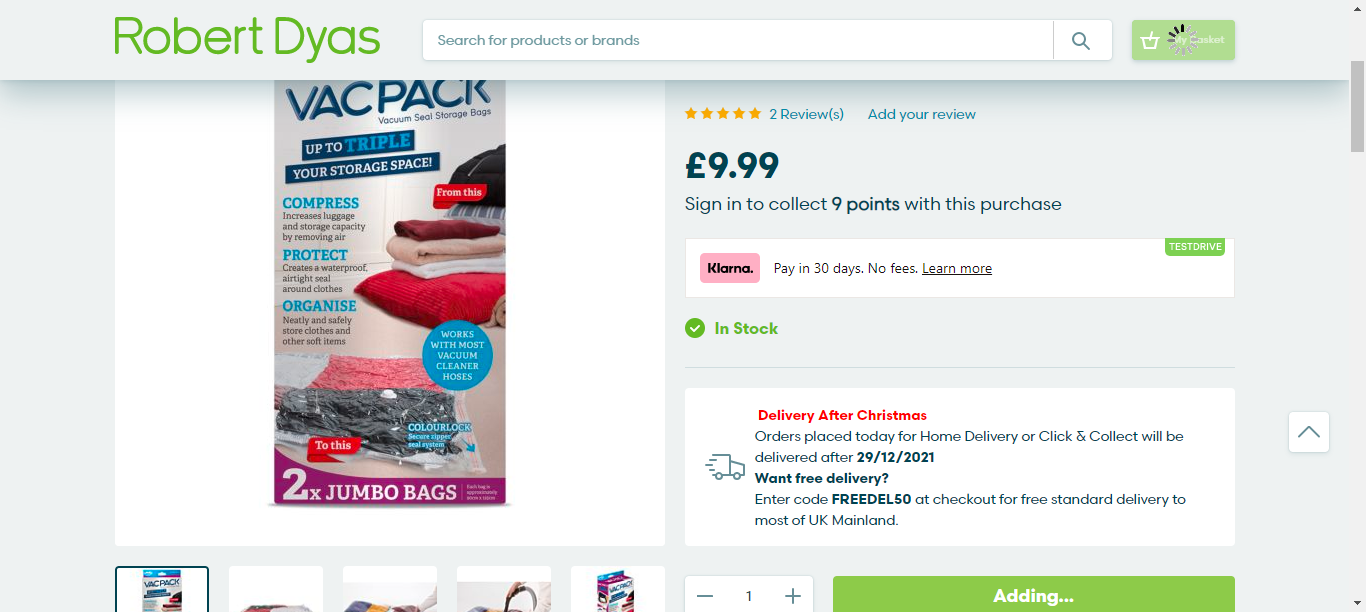 Robert Dyas
Search for products or brands
My Basket
VACPACK
Vacuum Seal Storage Bags
UP TO TRIPLE
YOUR STORAGE SPACE!
From this
COMPRESS
Increases luggage
and storage capacity
by removing air
PROTECT
Creates a waterproof,
airtight seal
around clothes
ORGANISE
Neatly and safely
store clothes and
other soft items
WORKS
WITH MOST
VACUUM
CLEANER
HOSES
COLOURLOCK
Secure zipper
seal system
To this
2x JUMBO BAGS
Each bag is
approximately
2 Review(s) Add your review
£9.99
Sign in to collect 9 points with this purchase
TESTDRIVE
Klarna. Pay in 30 days. No fees. Learn more
In Stock
Delivery After Christmas
Orders placed today for Home Delivery or Click & Collect will be
delivered after 29/12/2021
Want free delivery?
Enter code FREEDEL50 at checkout for free standard delivery to
most of UK Mainland.
VACPACK
VACPACK
1
Adding...